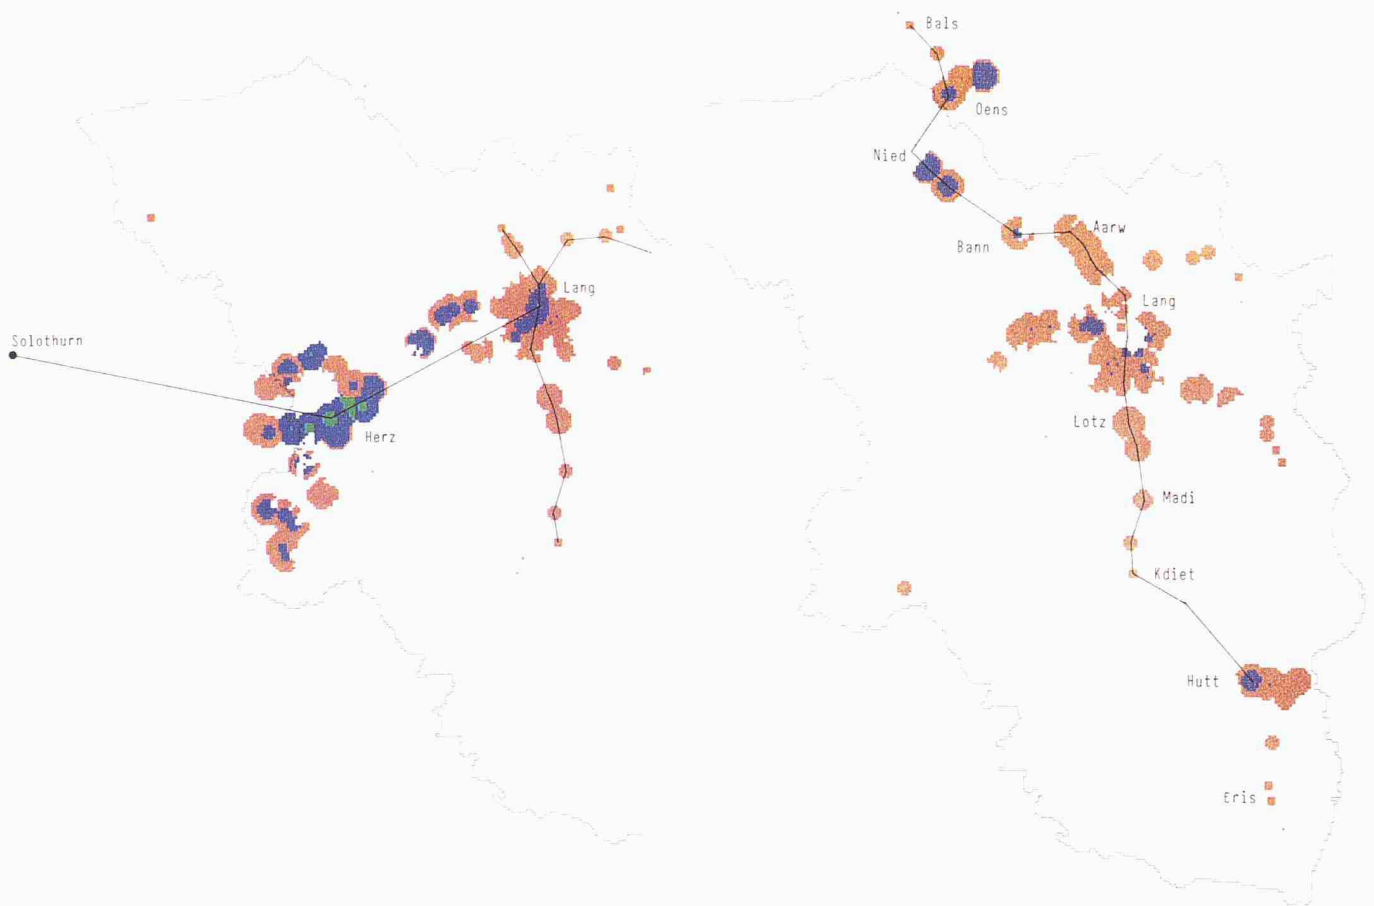 Solothurn
Herz
Lang
Bals
Oens
Nied
Bann
Aarw
Lang
Lotz
Madi
Kdiet
Hutt
Eris